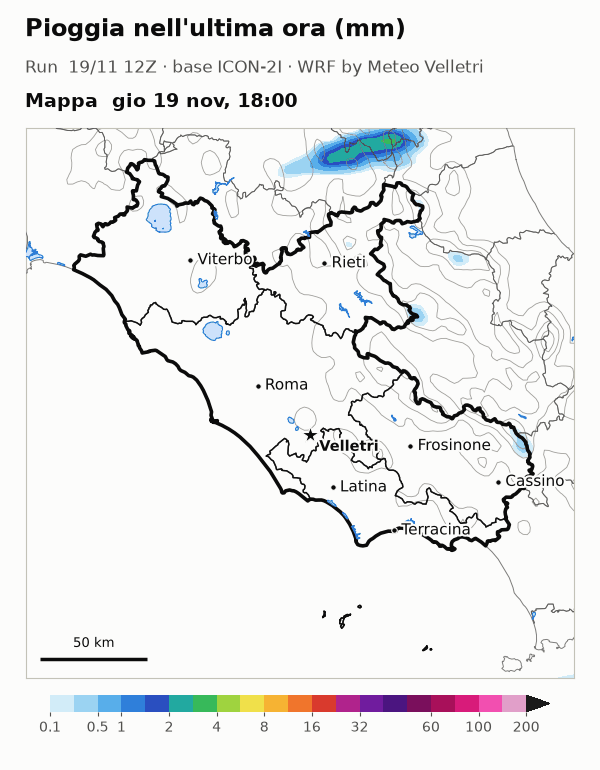 Pioggia nell'ultima ora (mm)
Run  19/11 12Z · base ICON-2I · WRF by Meteo Velletri
Mappa  gio 19 nov, 18:00
Viterbo
Rieti
Roma
Velletri
Frosinone
Latina
Cassino
Terracina
50 km
0.1 0.5 1 2 4 8 16 32 60 100 200